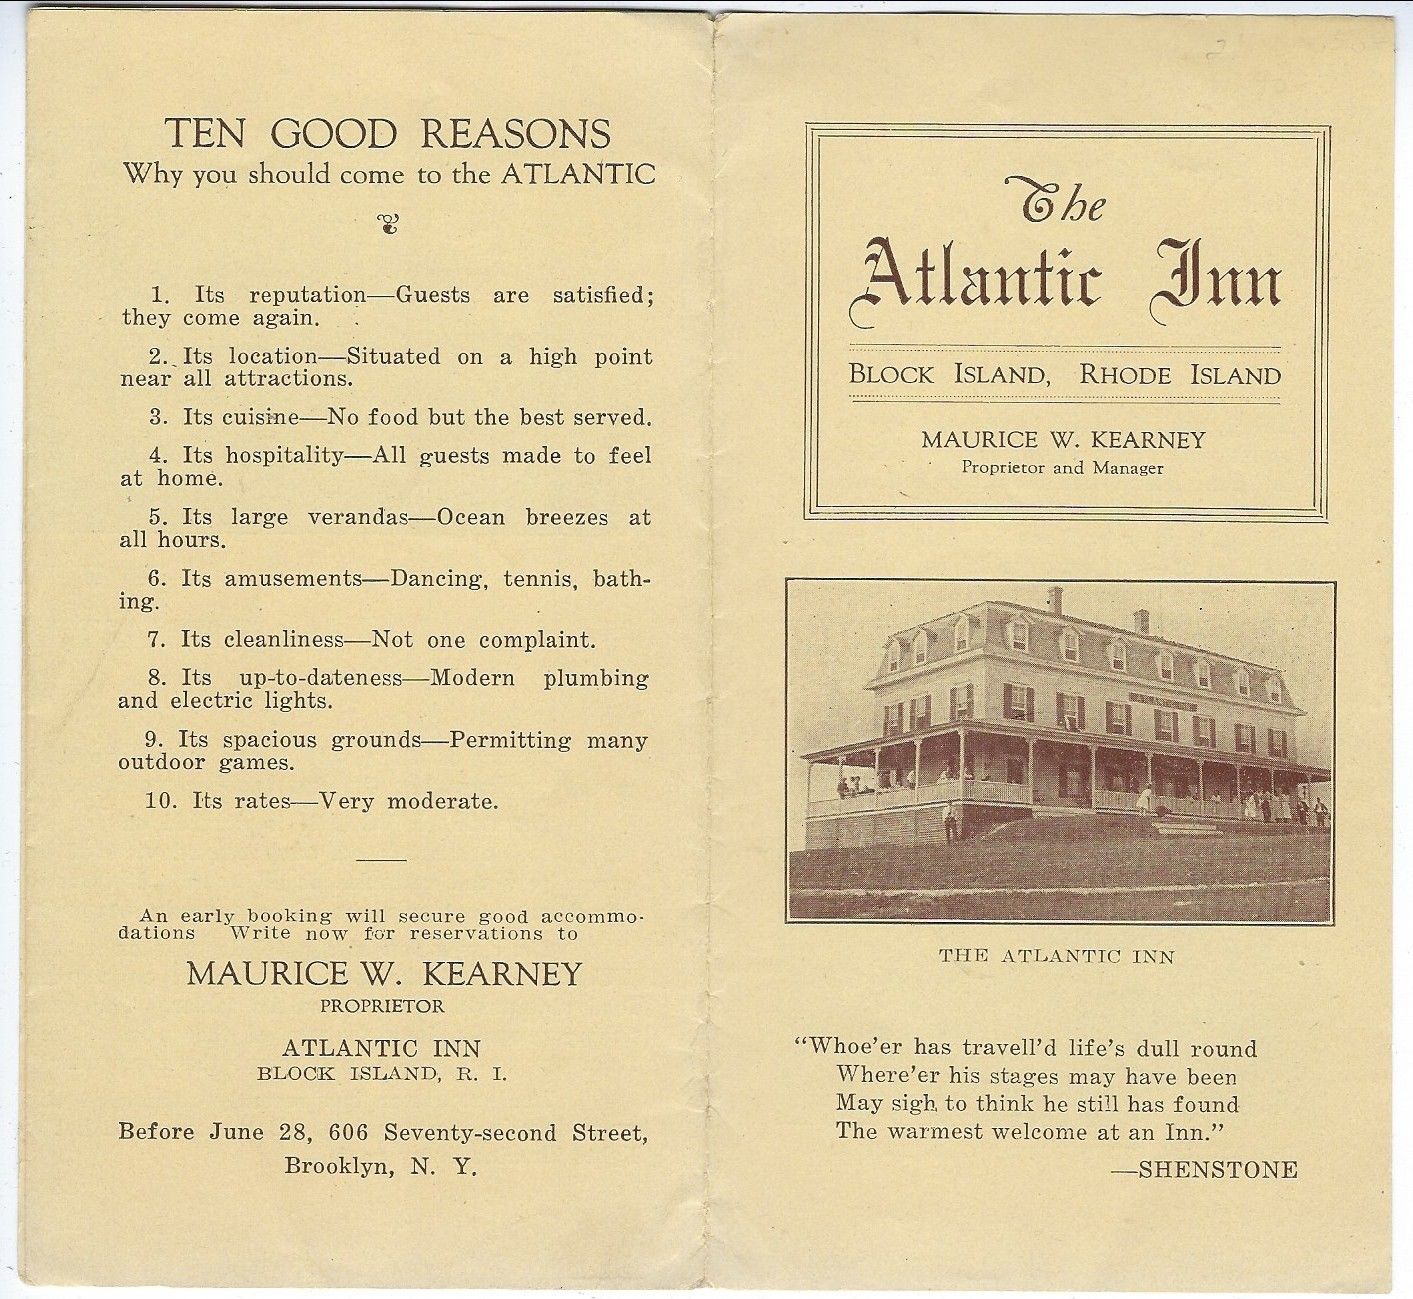 TEN GOOD REASONS
Why you should come to the ATLANTIC
1. Its reputation—Guests are satisfied;
they come again.
2. Its location—Situated on a high point
near all attractions.
3. Its cuisine—No food but the best served.
4. Its hospitality—All guests made to feel
at home.
5. Its large verandas—Ocean breezes at
all hours.
6. Its amusements—Dancing, tennis, bath-
ing.
7. Its cleanliness—Not one complaint.
8. Its up-to-dateness—Modern plumbing
and electric lights.
9. Its spacious grounds—Permitting many
outdoor games.
10. Its rates—Very moderate.
An early booking will secure good accommo-
dations Write now for reservations to
MAURICE W. KEARNEY
PROPRIETOR
ATLANTIC INN
BLOCK ISLAND, R. I.
Before June 28, 606 Seventy-second Street,
Brooklyn, N. Y.
The
Atlantic Inn
BLOCK ISLAND, RHODE ISLAND
MAURICE W. KEARNEY
Proprietor and Manager
THE ATLANTIC INN
"Whoe'er has travell'd life's dull round
Where'er his stages may have been
May sigh to think he still has found
The warmest welcome at an Inn."
—SHENSTONE